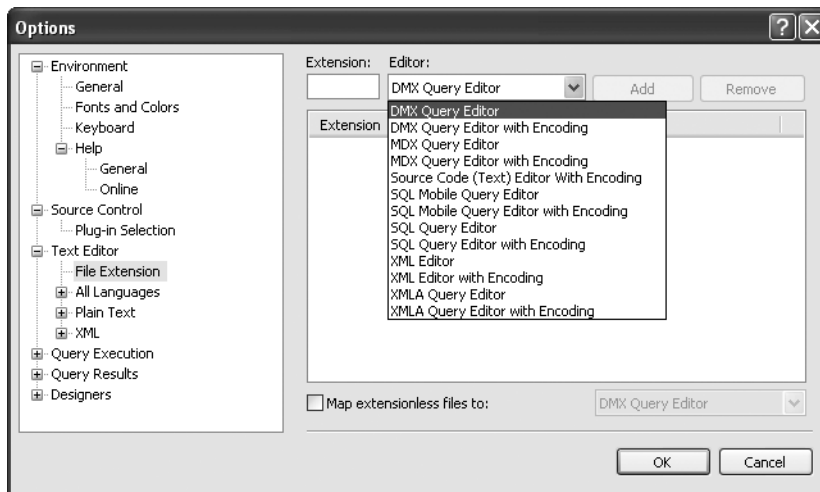 Options
Environment
General
Fonts and Colors
Keyboard
Help
General
Online
Source Control
Plug-in Selection
Text Editor
File Extension
All Languages
Plain Text
XML
Query Execution
Query Results
Designers
Extension: Editor:
DMX Query Editor Add Remove
Extension
DMX Query Editor
DMX Query Editor with Encoding
MDX Query Editor
MDX Query Editor with Encoding
Source Code (Text) Editor With Encoding
SQL Mobile Query Editor
SQL Mobile Query Editor with Encoding
SQL Query Editor
SQL Query Editor with Encoding
XML Editor
XML Editor with Encoding
XMLA Query Editor
XMLA Query Editor with Encoding
Map extensionless files to: DMX Query Editor
OK Cancel